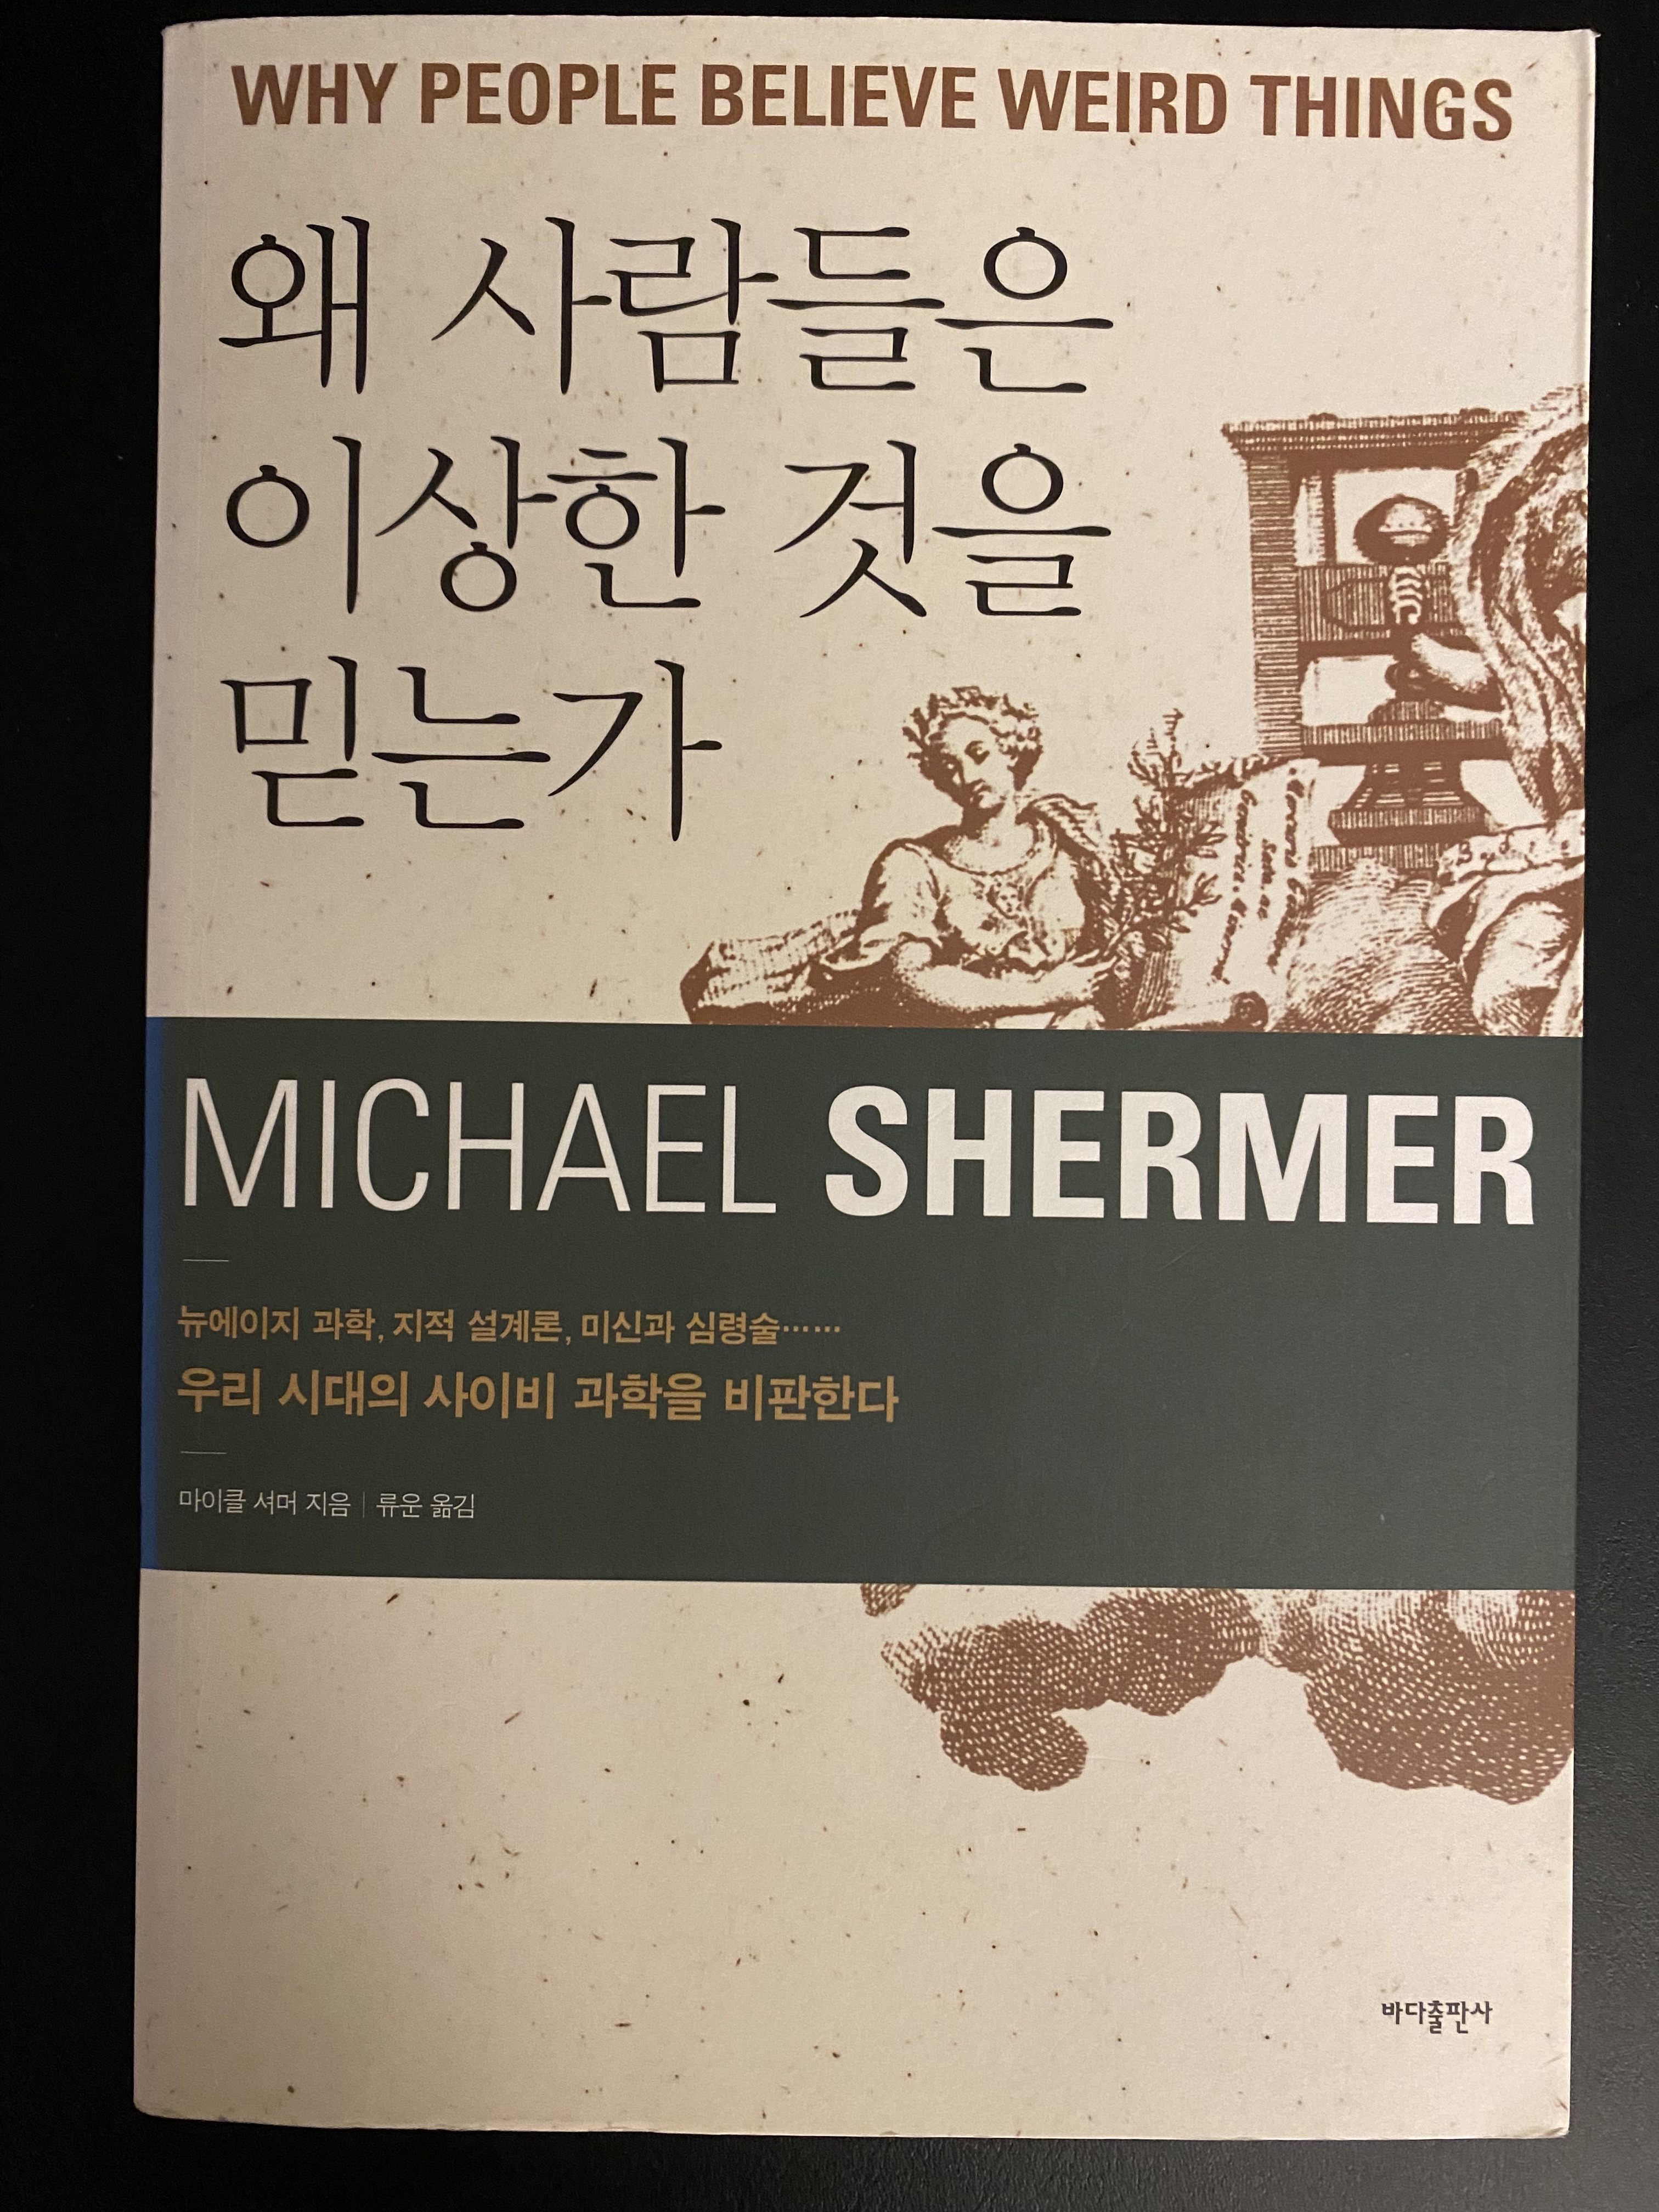 WHY PEOPLE BELIEVE WEIRD THINGS
왜 사람들은
이상한 것을
믿는가
MICHAEL SHERMER
뉴에이지 과학, 지적 설계론, 미신과 심령술……
우리 시대의 사이비 과학을 비판한다
마이클 셔머 지음 | 류운 옮김
바다출판사